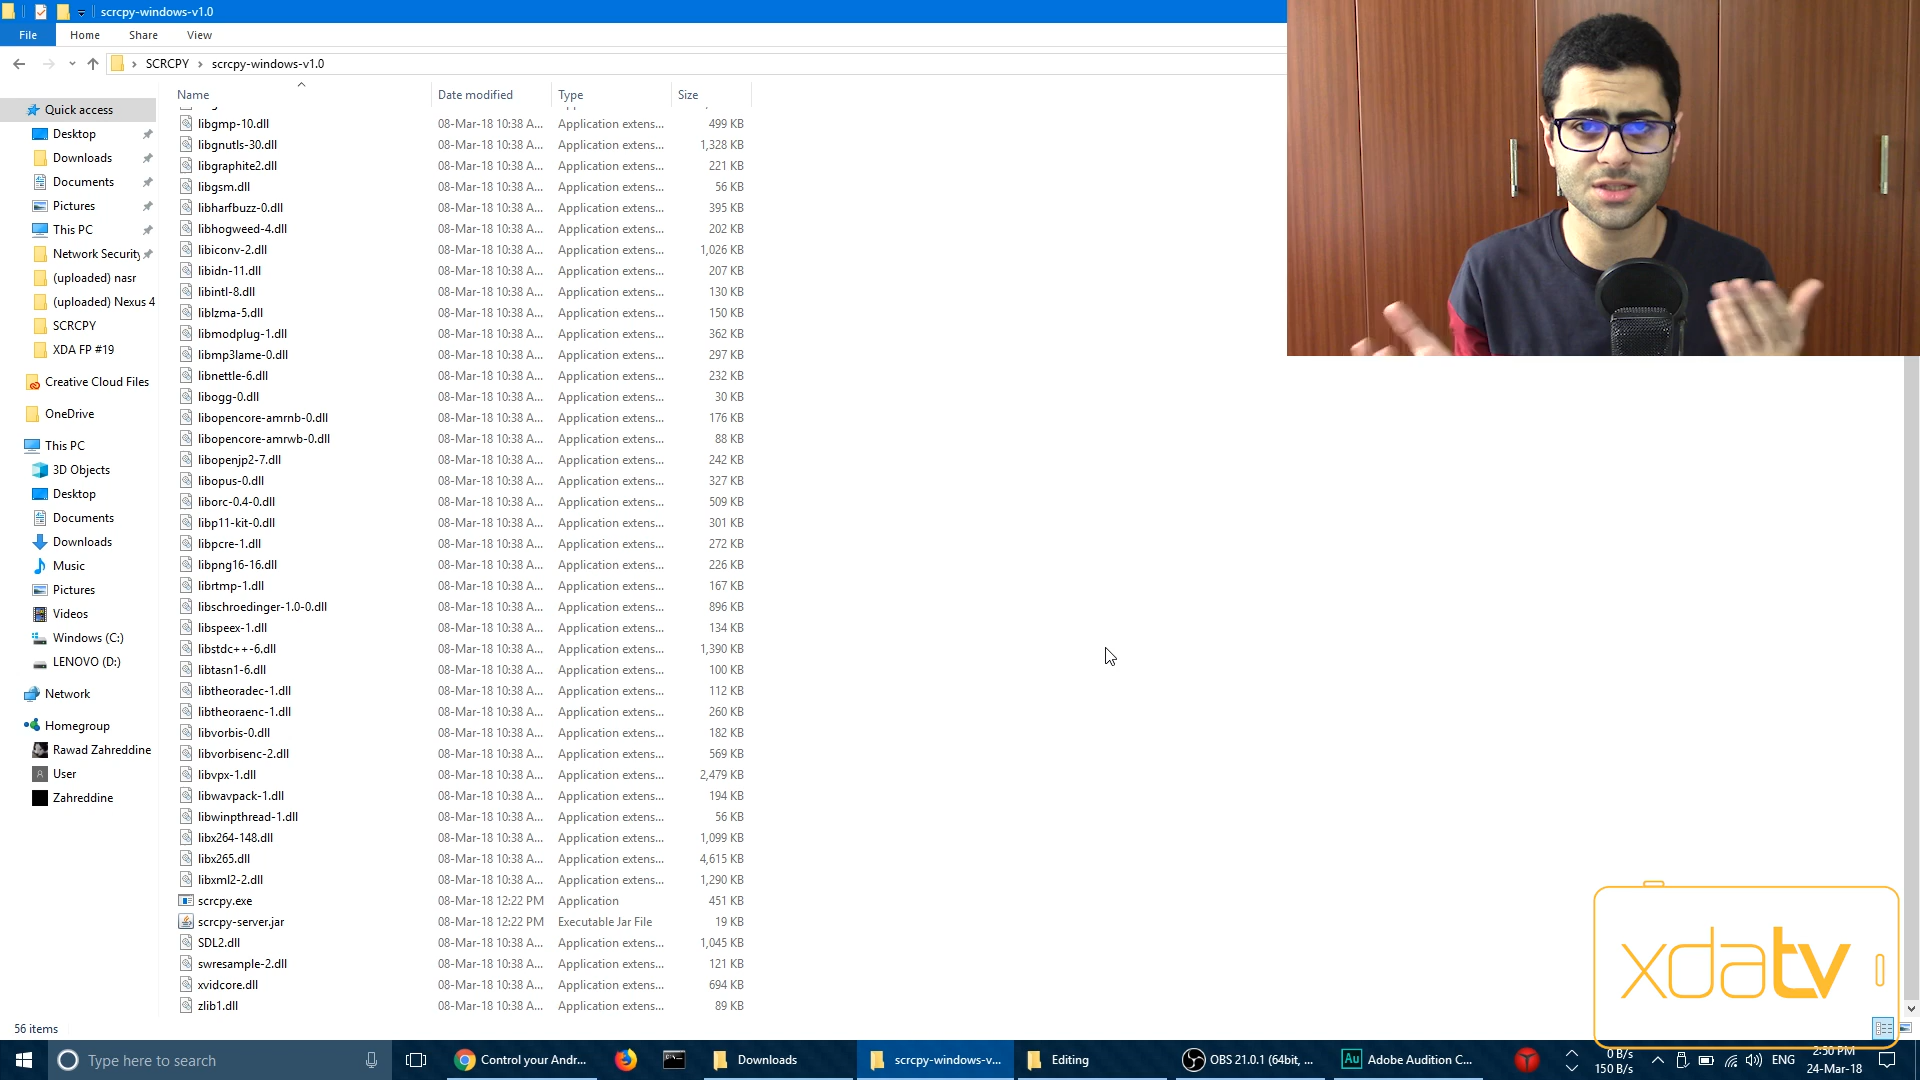 scrcpy-windows-v1.0
File Home Share View
SCRCPY scrcpy-windows-v1.0
Name Date modified Type Size
Quick access
Desktop
Downloads
Documents
Pictures
This PC
Network Security
(uploaded) nasr
(uploaded) Nexus 4
SCRCPY
XDA FP #19
Creative Cloud Files
OneDrive
This PC
3D Objects
Desktop
Documents
Downloads
Music
Pictures
Videos
Windows (C:)
LENOVO (D:)
Network
Homegroup
Rawad Zahreddine
User
Zahreddine
libgmp-10.dll 08-Mar-18 10:38 A... Application extens... 499 KB
libgnutls-30.dll 08-Mar-18 10:38 A... Application extens... 1,328 KB
libgraphite2.dll 08-Mar-18 10:38 A... Application extens... 221 KB
libgsm.dll 08-Mar-18 10:38 A... Application extens... 56 KB
libharfbuzz-0.dll 08-Mar-18 10:38 A... Application extens... 395 KB
libhogweed-4.dll 08-Mar-18 10:38 A... Application extens... 202 KB
libiconv-2.dll 08-Mar-18 10:38 A... Application extens... 1,026 KB
libidn-11.dll 08-Mar-18 10:38 A... Application extens... 207 KB
libintl-8.dll 08-Mar-18 10:38 A... Application extens... 130 KB
liblzma-5.dll 08-Mar-18 10:38 A... Application extens... 150 KB
libmodplug-1.dll 08-Mar-18 10:38 A... Application extens... 362 KB
libmp3lame-0.dll 08-Mar-18 10:38 A... Application extens... 297 KB
libnettle-6.dll 08-Mar-18 10:38 A... Application extens... 232 KB
libogg-0.dll 08-Mar-18 10:38 A... Application extens... 30 KB
libopencore-amrnb-0.dll 08-Mar-18 10:38 A... Application extens... 176 KB
libopencore-amrwb-0.dll 08-Mar-18 10:38 A... Application extens... 88 KB
libopenjp2-7.dll 08-Mar-18 10:38 A... Application extens... 242 KB
libopus-0.dll 08-Mar-18 10:38 A... Application extens... 327 KB
liborc-0.4-0.dll 08-Mar-18 10:38 A... Application extens... 509 KB
libp11-kit-0.dll 08-Mar-18 10:38 A... Application extens... 301 KB
libpcre-1.dll 08-Mar-18 10:38 A... Application extens... 272 KB
libpng16-16.dll 08-Mar-18 10:38 A... Application extens... 226 KB
librtmp-1.dll 08-Mar-18 10:38 A... Application extens... 167 KB
libschroedinger-1.0-0.dll 08-Mar-18 10:38 A... Application extens... 896 KB
libspeex-1.dll 08-Mar-18 10:38 A... Application extens... 134 KB
libstdc++-6.dll 08-Mar-18 10:38 A... Application extens... 1,390 KB
libtasn1-6.dll 08-Mar-18 10:38 A... Application extens... 100 KB
libtheoradec-1.dll 08-Mar-18 10:38 A... Application extens... 112 KB
libtheoraenc-1.dll 08-Mar-18 10:38 A... Application extens... 260 KB
libvorbis-0.dll 08-Mar-18 10:38 A... Application extens... 182 KB
libvorbisenc-2.dll 08-Mar-18 10:38 A... Application extens... 569 KB
libvpx-1.dll 08-Mar-18 10:38 A... Application extens... 2,479 KB
libwavpack-1.dll 08-Mar-18 10:38 A... Application extens... 194 KB
libwinpthread-1.dll 08-Mar-18 10:38 A... Application extens... 56 KB
libx264-148.dll 08-Mar-18 10:38 A... Application extens... 1,099 KB
libx265.dll 08-Mar-18 10:38 A... Application extens... 4,615 KB
libxml2-2.dll 08-Mar-18 10:38 A... Application extens... 1,290 KB
scrcpy.exe 08-Mar-18 12:22 PM Application 451 KB
scrcpy-server.jar 08-Mar-18 12:22 PM Executable Jar File 19 KB
SDL2.dll 08-Mar-18 10:38 A... Application extens... 1,045 KB
swresample-2.dll 08-Mar-18 10:38 A... Application extens... 121 KB
xvidcore.dll 08-Mar-18 10:38 A... Application extens... 694 KB
zlib1.dll 08-Mar-18 10:38 A... Application extens... 89 KB
xdatv
56 items
Type here to search
Control your Andr...
Downloads
scrcpy-windows-v...
Editing
OBS 21.0.1 (64bit, ...
Au Adobe Audition C...
0 B/s
150 B/s
ENG
2:50 PM
24-Mar-18